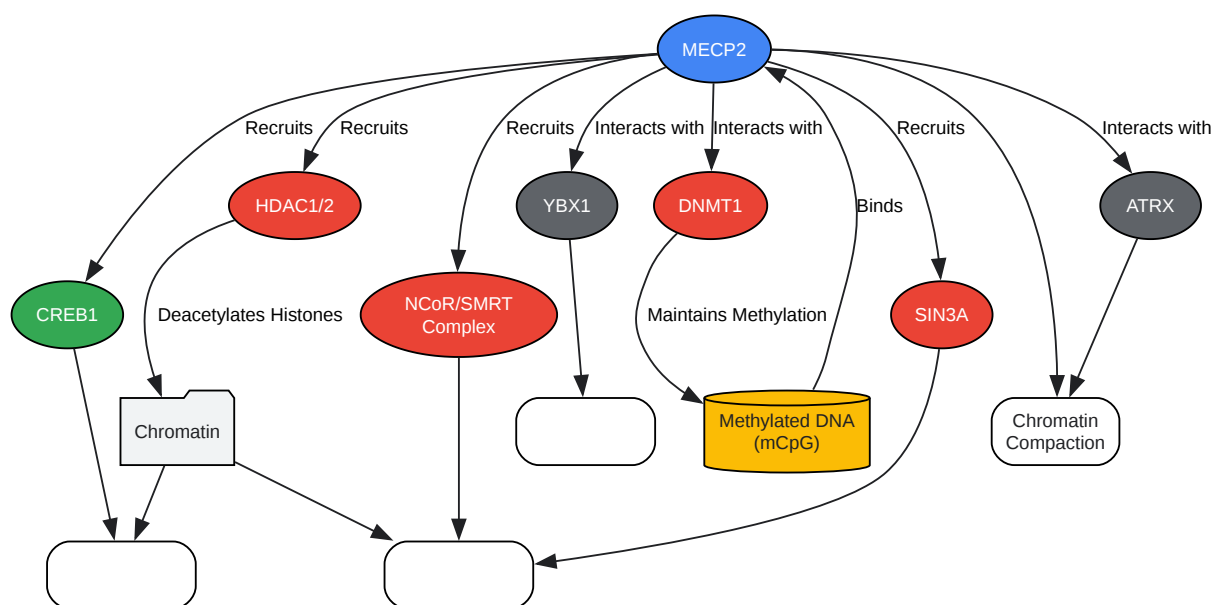 MECP2
Recruits
Recruits
Recruits
Interacts with
Interacts with
Recruits
Interacts with
HDAC1/2
YBX1
DNMT1
Binds
ATRX
CREB1
Deacetylates Histones
NCoR/SMRT
Complex
Maintains Methylation
SIN3A
Chromatin
Methylated DNA
(mCpG)
Chromatin
Compaction